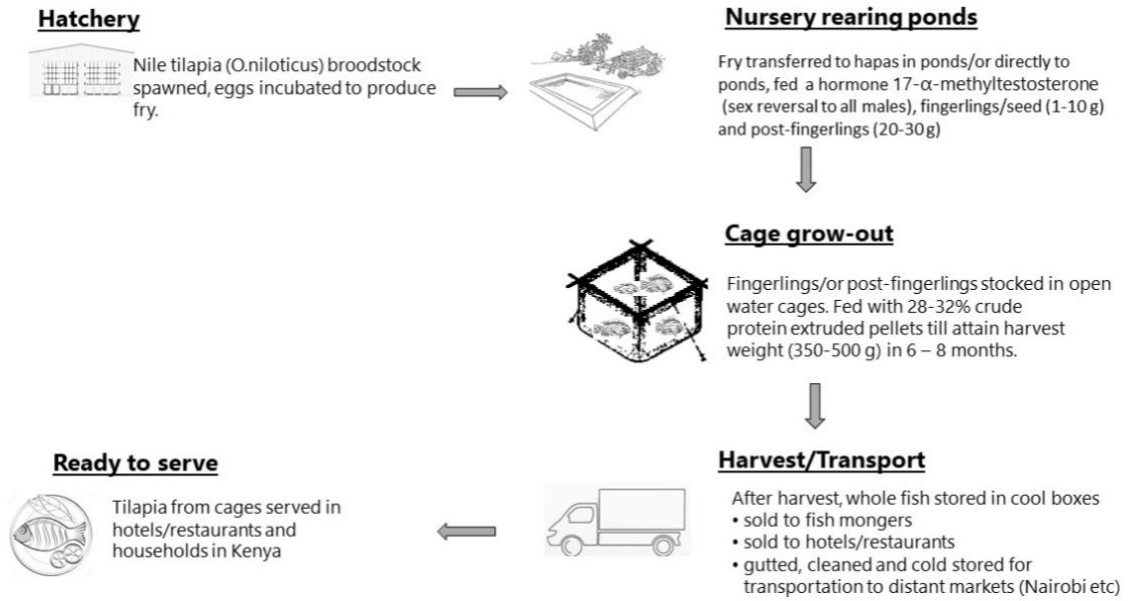 Hatchery
Nile tilapia (O.niloticus) broodstock
spawned, eggs incubated to produce
fry.
Nursery rearing ponds
Fry transferred to hapas in ponds/or directly to
ponds, fed a hormone 17-α-methyltestosterone
(sex reversal to all males), fingerlings/seed (1-10 g)
and post-fingerlings (20-30 g)
Cage grow-out
Fingerlings/or post-fingerlings stocked in open
water cages. Fed with 28-32% crude
protein extruded pellets till attain harvest
weight (350-500 g) in 6 – 8 months.
Harvest/Transport
After harvest, whole fish stored in cool boxes
• sold to fish mongers
• sold to hotels/restaurants
• gutted, cleaned and cold stored for
transportation to distant markets (Nairobi etc)
Ready to serve
Tilapia from cages served in
hotels/restaurants and
households in Kenya